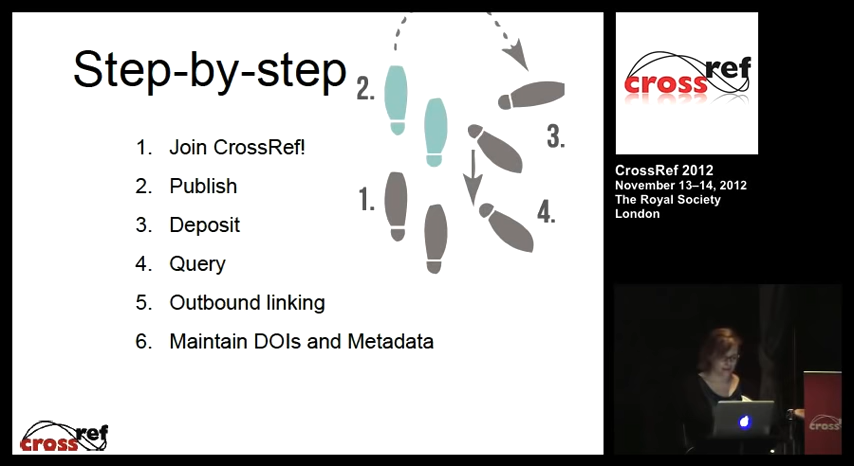 Step-by-step
1. Join CrossRef!
2. Publish
3. Deposit
4. Query
5. Outbound linking
6. Maintain DOIs and Metadata
2.
3.
1.
4.
crossref
crossref
CrossRef 2012
November 13–14, 2012
The Royal Society
London
cross